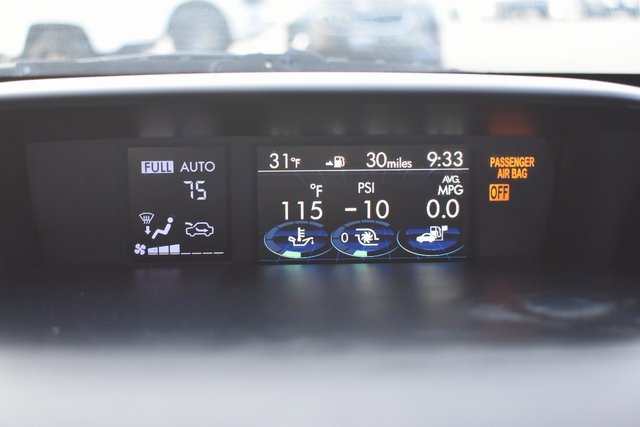 FULL AUTO
75
31°F 30miles 9:33
°F PSI AVG. MPG
115 -10 0.0
0
PASSENGER
AIR BAG
OFF